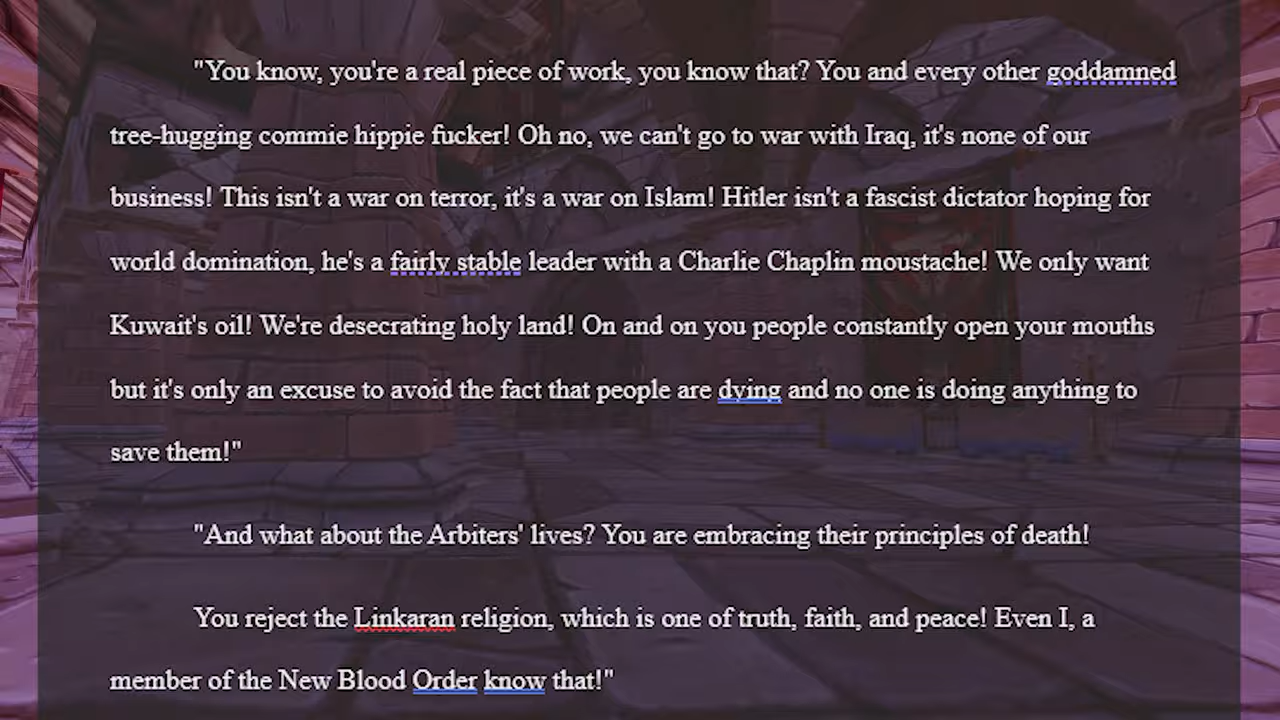 "You know, you're a real piece of work, you know that? You and every other goddamned
tree-hugging commie hippie fucker! Oh no, we can't go to war with Iraq, it's none of our
business! This isn't a war on terror, it's a war on Islam! Hitler isn't a fascist dictator hoping for
world domination, he's a fairly stable leader with a Charlie Chaplin moustache! We only want
Kuwait's oil! We're desecrating holy land! On and on you people constantly open your mouths
but it's only an excuse to avoid the fact that people are dying and no one is doing anything to
save them!"
"And what about the Arbiters' lives? You are embracing their principles of death!
You reject the Linkaran religion, which is one of truth, faith, and peace! Even I, a
member of the New Blood Order know that!"